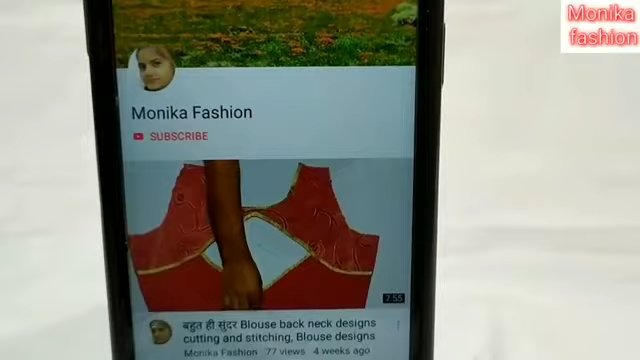 Monika
fashion
Monika Fashion
SUBSCRIBE
7:55
बहुत ही सुंदर Blouse back neck designs
cutting and stitching, Blouse designs
Monika Fashion 77 views 4 weeks ago